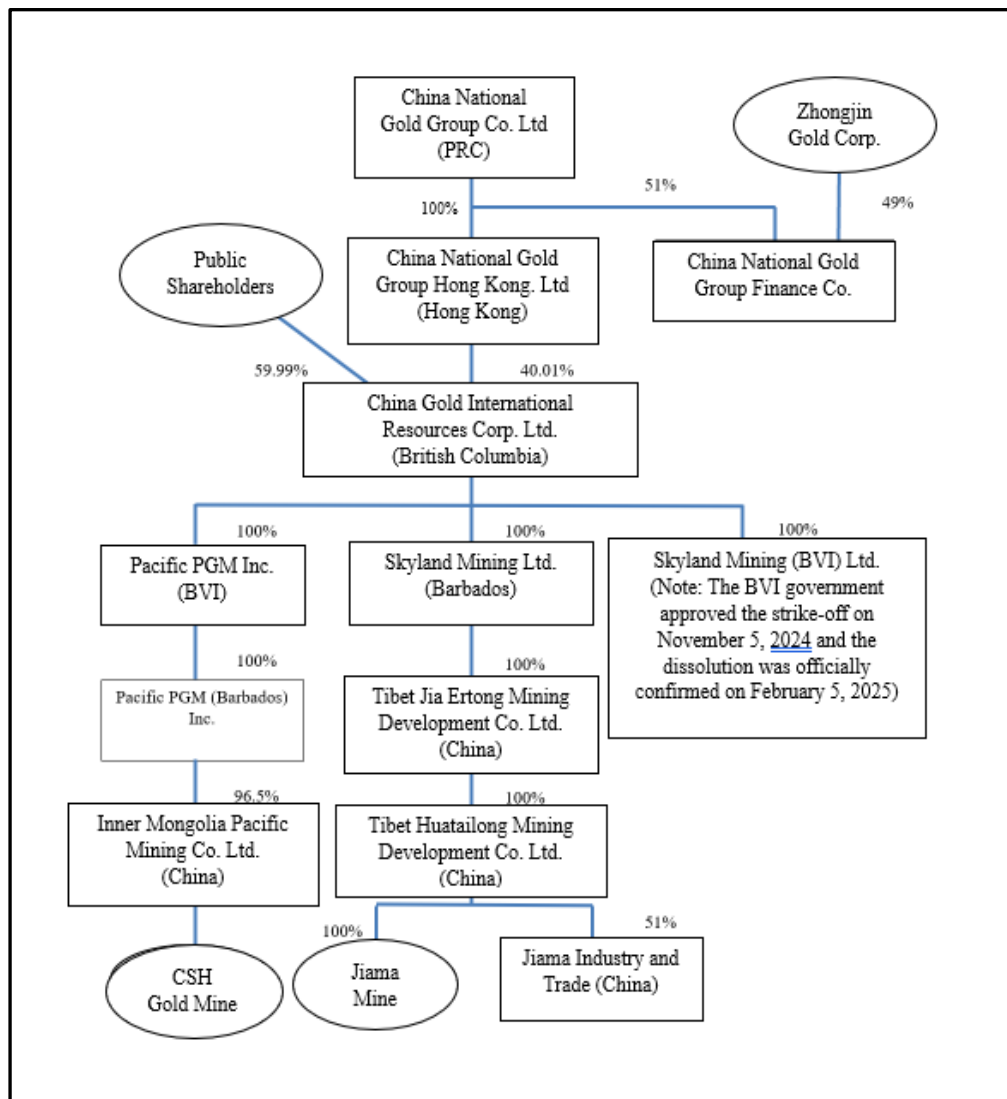 China National
Gold Group Co. Ltd
(PRC)
Zhongjin
Gold Corp.
51%
100%
49%
Public
Shareholders
China National Gold
Group Hong Kong. Ltd
(Hong Kong)
China National Gold
Group Finance Co.
59.99%
40.01%
China Gold International
Resources Corp. Ltd.
(British Columbia)
100%
100%
100%
Pacific PGM Inc.
(BVI)
Skyland Mining Ltd.
(Barbados)
Skyland Mining (BVI) Ltd.
(Note: The BVI government
approved the strike-off on
November 5, 2024 and the
dissolution was officially
confirmed on February 5, 2025)
100%
100%
Pacific PGM (Barbados)
Inc.
Tibet Jia Ertong Mining
Development Co. Ltd.
(China)
96.5%
100%
Inner Mongolia Pacific
Mining Co. Ltd.
(China)
Tibet Huatailong Mining
Development Co. Ltd.
(China)
100%
51%
CSH
Gold Mine
Jiama
Mine
Jiama Industry and
Trade (China)